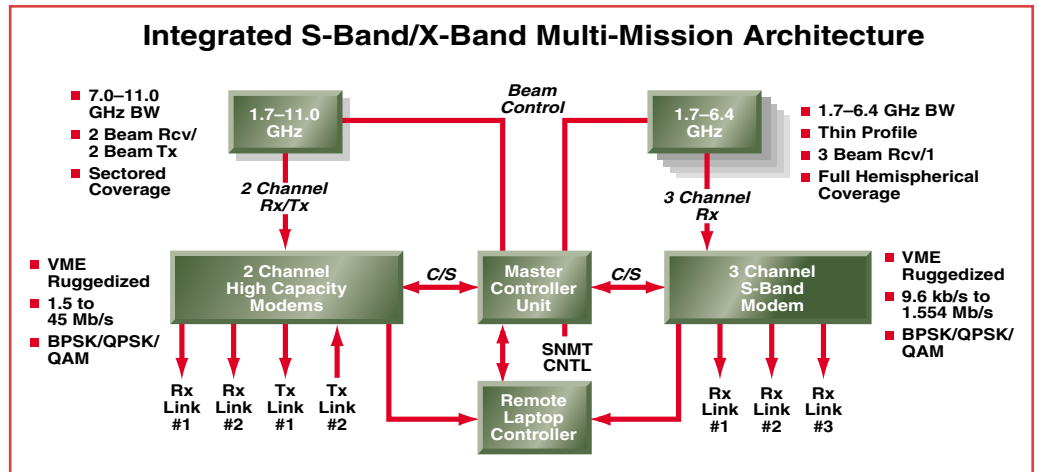 Integrated S-Band/X-Band Multi-Mission Architecture
7.0–11.0
GHz BW
2 Beam Rcv/
2 Beam Tx
Sectored
Coverage
1.7–11.0
GHz
Beam
Control
1.7–6.4
GHz
1.7–6.4 GHz BW
Thin Profile
3 Beam Rcv/1
Full Hemispherical
Coverage
2 Channel
Rx/Tx
3 Channel
Rx
VME
Ruggedized
1.5 to
45 Mb/s
BPSK/QPSK/
QAM
2 Channel
High Capacity
Modems
C/S
Master
Controller
Unit
C/S
3 Channel
S-Band
Modem
VME
Ruggedized
9.6 kb/s to
1.554 Mb/s
BPSK/QPSK/
QAM
SNMT
CNTL
Rx
Link
#1
Rx
Link
#2
Tx
Link
#1
Tx
Link
#2
Remote
Laptop
Controller
Rx
Link
#1
Rx
Link
#2
Rx
Link
#3